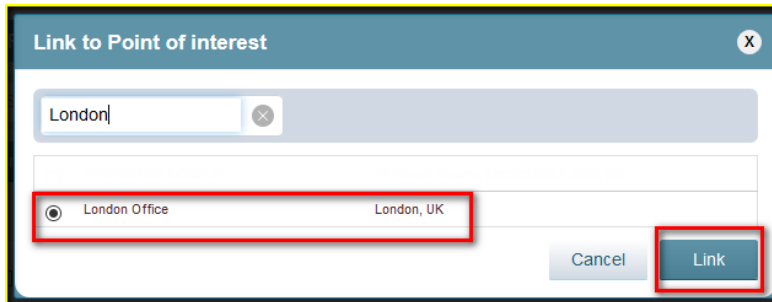 Link to Point of interest X
London
London Office London, UK
Cancel Link